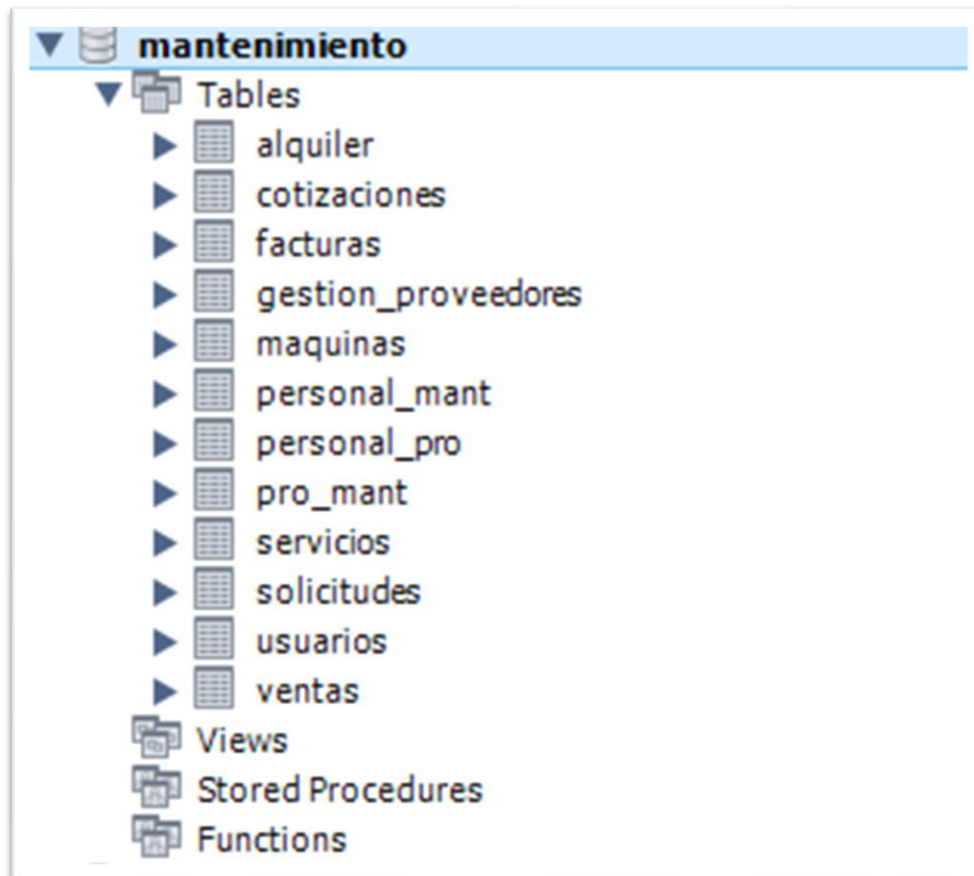 mantenimiento
Tables
alquiler
cotizaciones
facturas
gestion_proveedores
maquinas
personal_mant
personal_pro
pro_mant
servicios
solicitudes
usuarios
ventas
Views
Stored Procedures
Functions